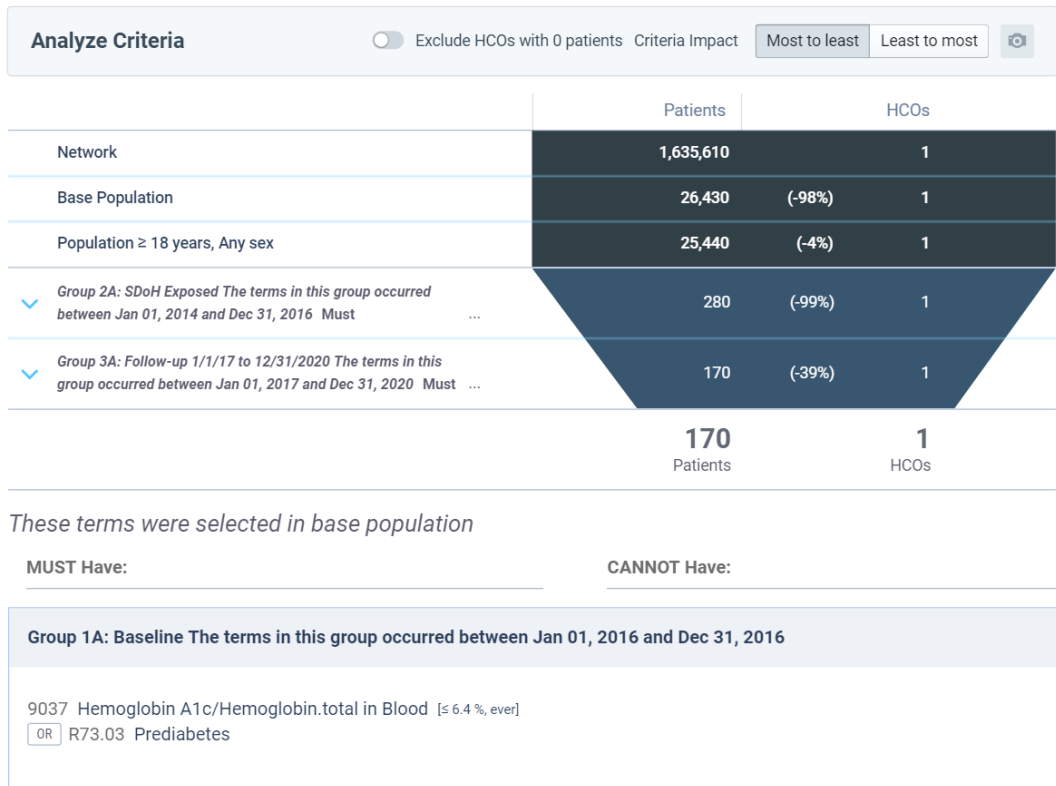 Analyze Criteria Exclude HCOs with 0 patients Criteria Impact Most to least Least to most
Patients HCOs
Network 1,635,610 1
Base Population 26,430 (-98%) 1
Population ≥ 18 years, Any sex 25,440 (-4%) 1
Group 2A: SDoH Exposed The terms in this group occurred
between Jan 01, 2014 and Dec 31, 2016 Must ... 280 (-99%) 1
Group 3A: Follow-up 1/1/17 to 12/31/2020 The terms in this
group occurred between Jan 01, 2017 and Dec 31, 2020 Must ... 170 (-39%) 1
170 1
Patients HCOs
These terms were selected in base population
MUST Have: CANNOT Have:
Group 1A: Baseline The terms in this group occurred between Jan 01, 2016 and Dec 31, 2016
9037 Hemoglobin A1c/Hemoglobin.total in Blood [≤ 6.4 %, ever]
OR R73.03 Prediabetes